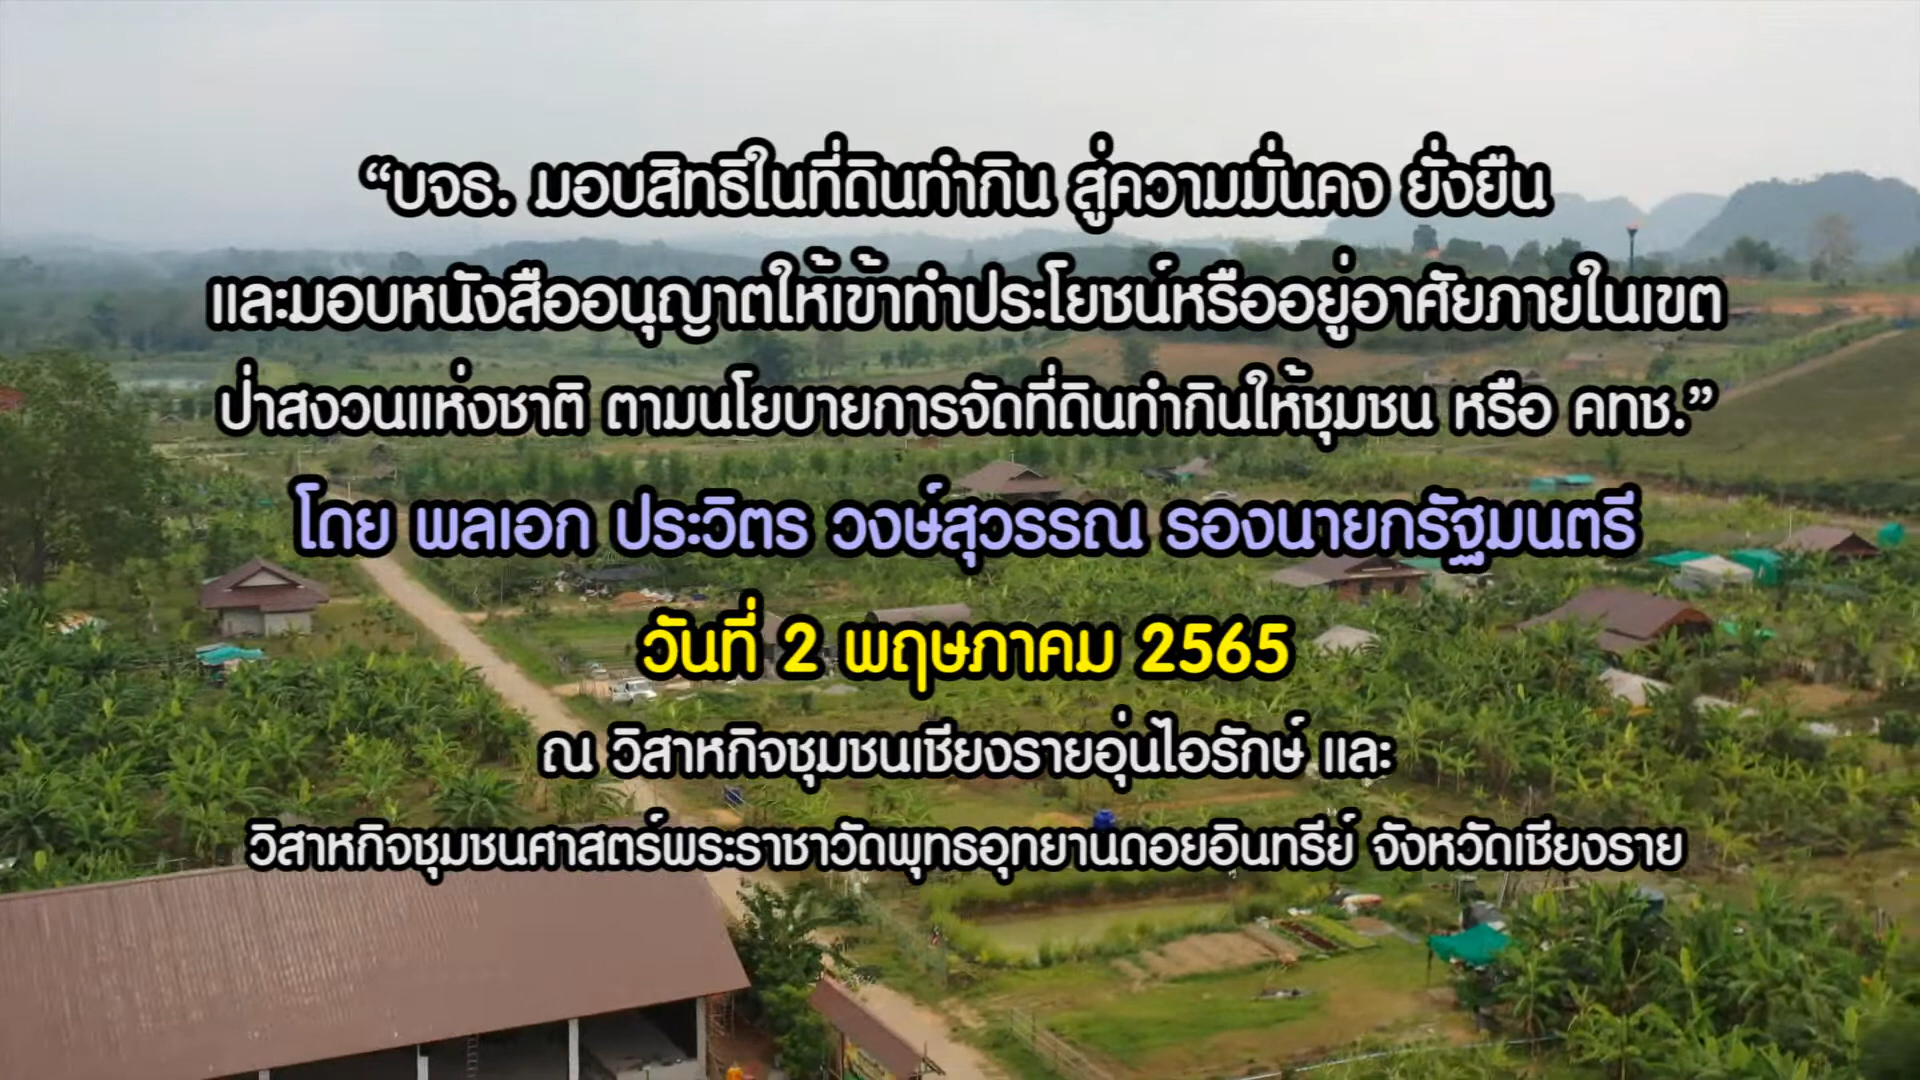 “บจธ. มอบสิทธิในที่ดินทำกิน สู่ความมั่นคง ยั่งยืน
และมอบหนังสืออนุญาตให้เข้าทำประโยชน์หรืออยู่อาศัยภายในเขต
ป่าสงวนแห่งชาติ ตามนโยบายการจัดที่ดินทำกินให้ชุมชน หรือ คทช.”
โดย พลเอก ประวิตร วงษ์สุวรรณ รองนายกรัฐมนตรี
วันที่ 2 พฤษภาคม 2565
ณ วิสาหกิจชุมชนเชียงรายอุ่นไอรักษ์ และ
วิสาหกิจชุมชนศาสตร์พระราชาวัดพุทธอุทยานดอยอินทรีย์ จังหวัดเชียงราย